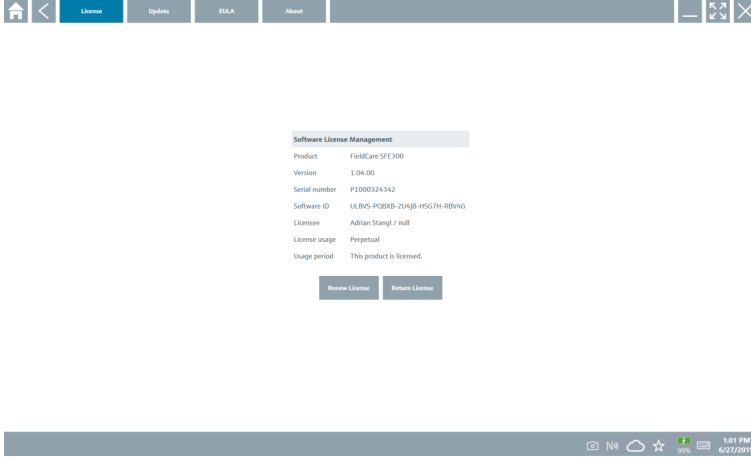 License Update EULA About
Software License Management
Product FieldCare SFE300
Version 1.04.00
Serial number P1000324342
Software ID ULBVS-PQBXB-2U4JB-HSG7H-RBV4G
Licensee Adrian Stangl / null
License usage Perpetual
Usage period This product is licensed.
Renew License Return License
99%
1:01 PM